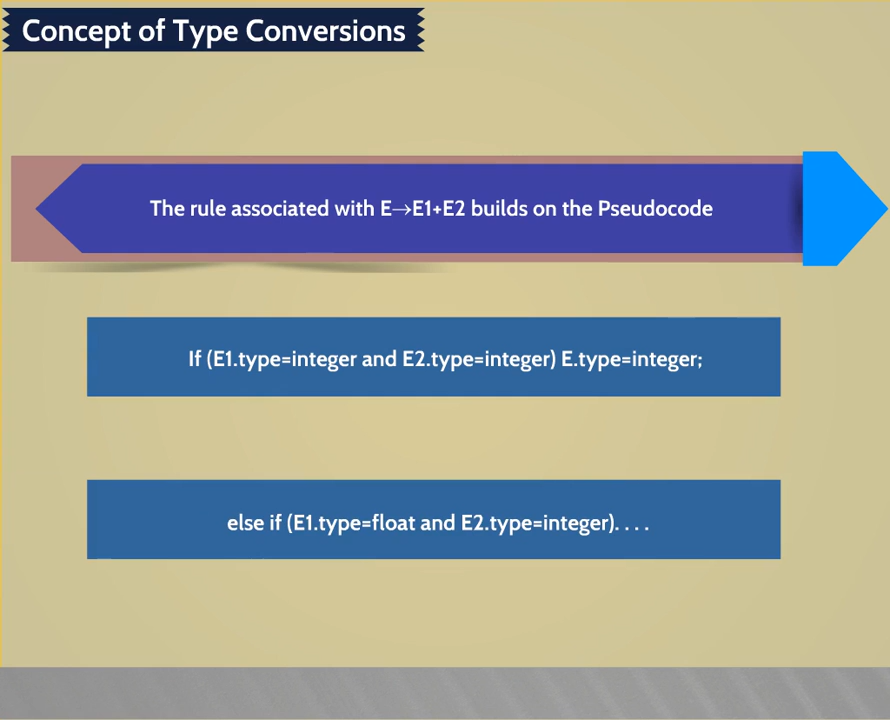 Concept of Type Conversions
The rule associated with E→E1+E2 builds on the Pseudocode
If (E1.type=integer and E2.type=integer) E.type=integer;
else if (E1.type=float and E2.type=integer). . . .